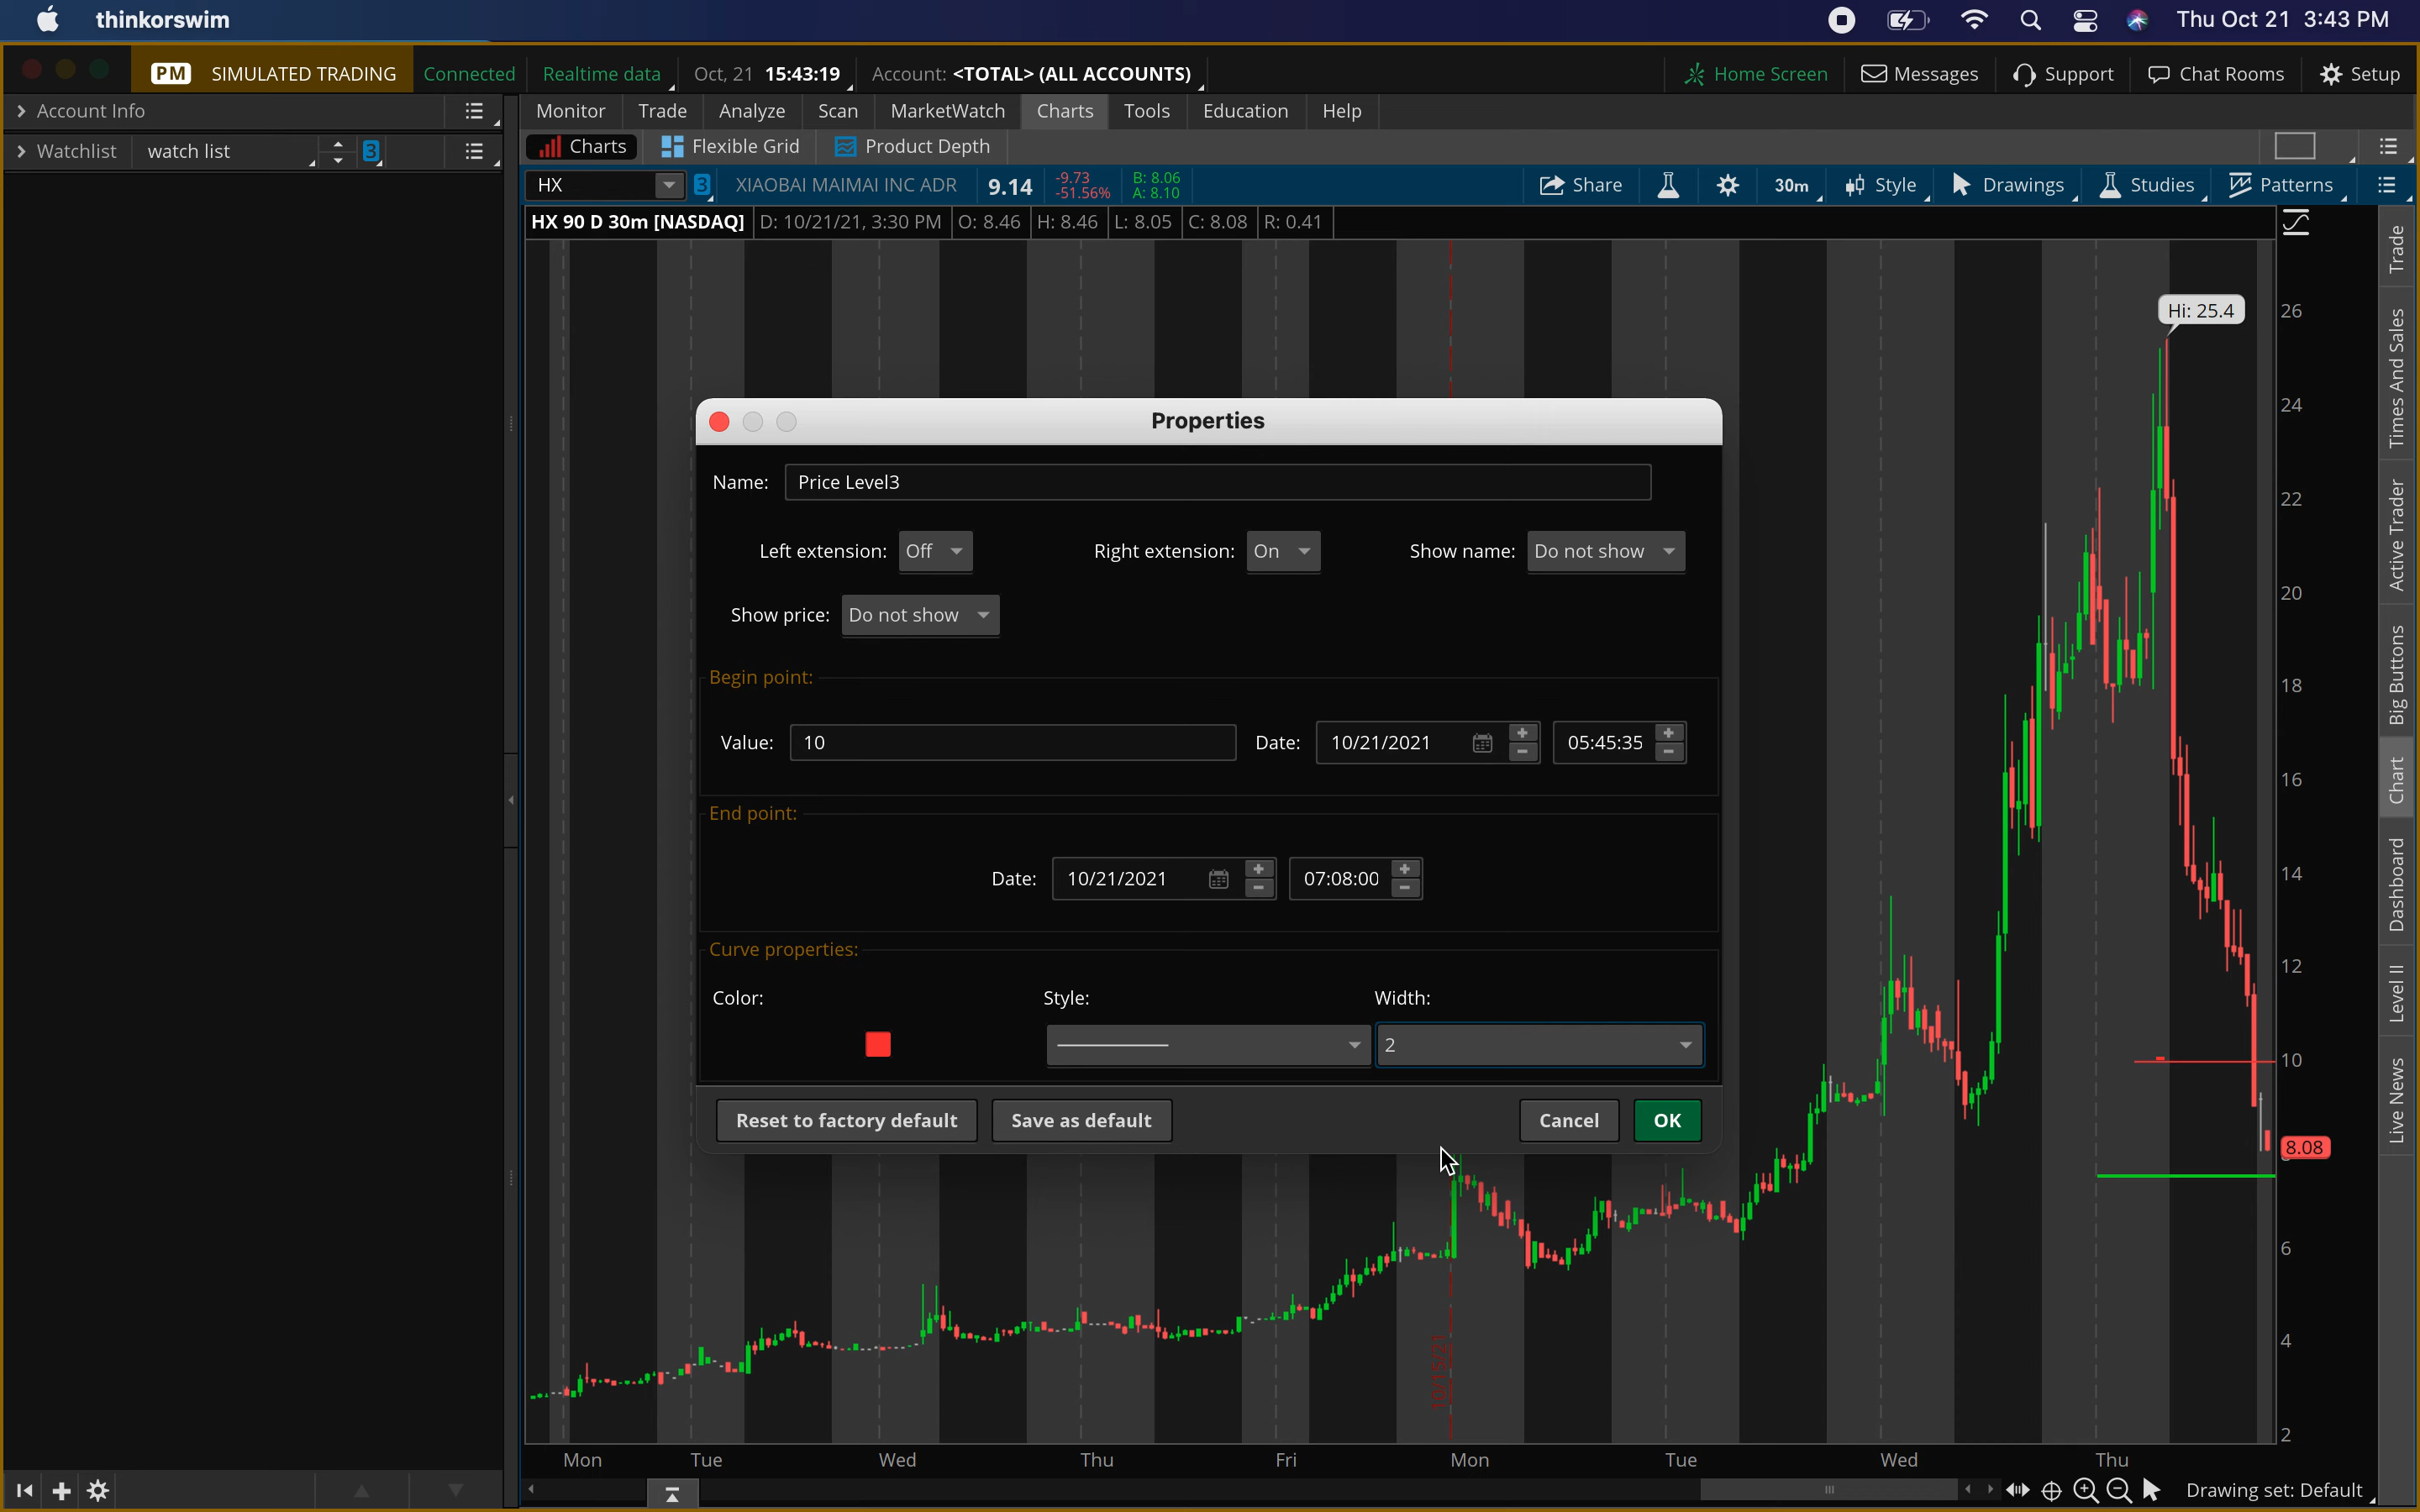 thinkorswim
Thu Oct 21 3:43 PM
PM SIMULATED TRADING Connected Realtime data Oct, 21 15:43:19 Account: <TOTAL> (ALL ACCOUNTS) Home Screen Messages Support Chat Rooms Setup
Account Info
Monitor Trade Analyze Scan MarketWatch Charts Tools Education Help
Watchlist watch list 3
Charts Flexible Grid Product Depth
HX 3 XIAOBAI MAIMAI INC ADR 9.14 -9.73 B: 8.06
-51.56% A: 8.10
Share 30m Style Drawings Studies Patterns
HX 90 D 30m [NASDAQ] D: 10/21/21, 3:30 PM O: 8.46 H: 8.46 L: 8.05 C: 8.08 R: 0.41
Hi: 25.4
26
24
22
20
18
16
14
12
10
8.08
6
4
2
Trade
Times And Sales
Active Trader
Big Buttons
Chart
Dashboard
Level II
Live News
Properties
Name: Price Level3
Left extension: Off Right extension: On Show name: Do not show
Show price: Do not show
Begin point:
Value: 10 Date: 10/21/2021 05:45:35
End point:
Date: 10/21/2021 07:08:00
Curve properties:
Color: Style: Width:
2
Reset to factory default Save as default Cancel OK
10/15/21
Mon Tue Wed Thu Fri Mon Tue Wed Thu
Drawing set: Default